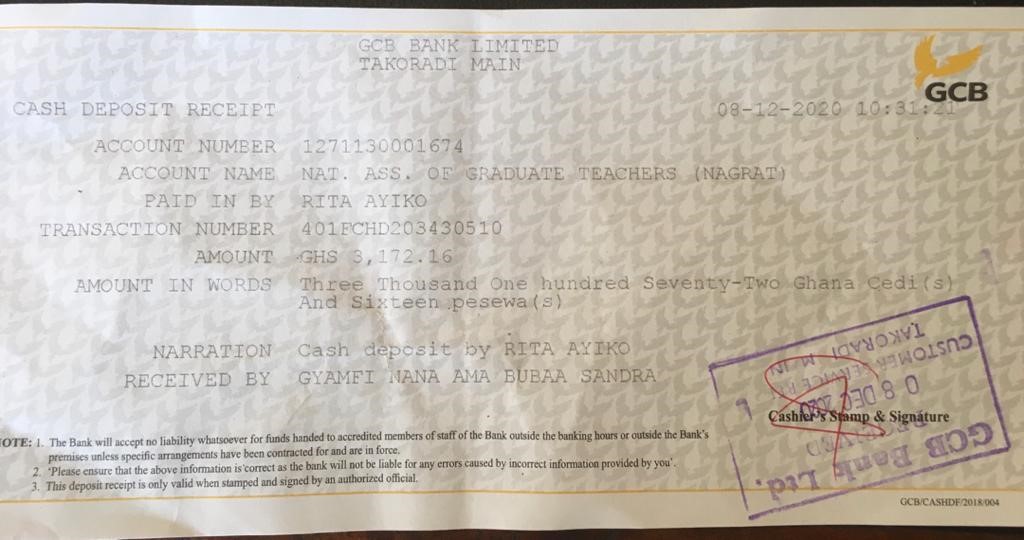 GCB BANK LIMITED
TAKORADI MAIN
GCB
CASH DEPOSIT RECEIPT 08-12-2020 10:31:21
ACCOUNT NUMBER 1271130001674
ACCOUNT NAME NAT. ASS. OF GRADUATE TEACHERS (NAGRAT)
PAID IN BY RITA AYIKO
TRANSACTION NUMBER 401FCHD203430510
AMOUNT GHS 3,172.16
AMOUNT IN WORDS Three Thousand One hundred Seventy-Two Ghana Cedi(s)
And Sixteen pesewa(s)
NARRATION Cash deposit by RITA AYIKO
RECEIVED BY GYAMFI NANA AMA BUBAA SANDRA
Cashier's Stamp & Signature
GCB Bank Ltd.
08 DEC 2020
CUSTOMER SERVICE
TAKORADI MAIN
OTE: 1. The Bank will accept no liability whatsoever for funds handed to accredited members of staff of the Bank outside the banking hours or outside the Bank's
premises unless specific arrangements have been contracted for and are in force.
2. 'Please ensure that the above information is correct as the bank will not be liable for any errors caused by incorrect information provided by you'.
3. This deposit receipt is only valid when stamped and signed by an authorized official.
GCB/CASHDF/2018/004